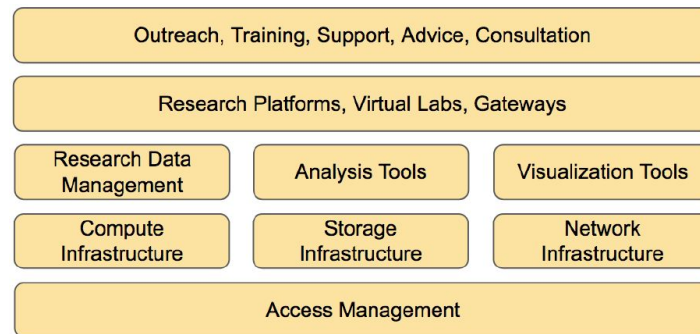 Outreach, Training, Support, Advice, Consultation
Research Platforms, Virtual Labs, Gateways
Research Data
Management
Analysis Tools
Visualization Tools
Compute
Infrastructure
Storage
Infrastructure
Network
Infrastructure
Access Management